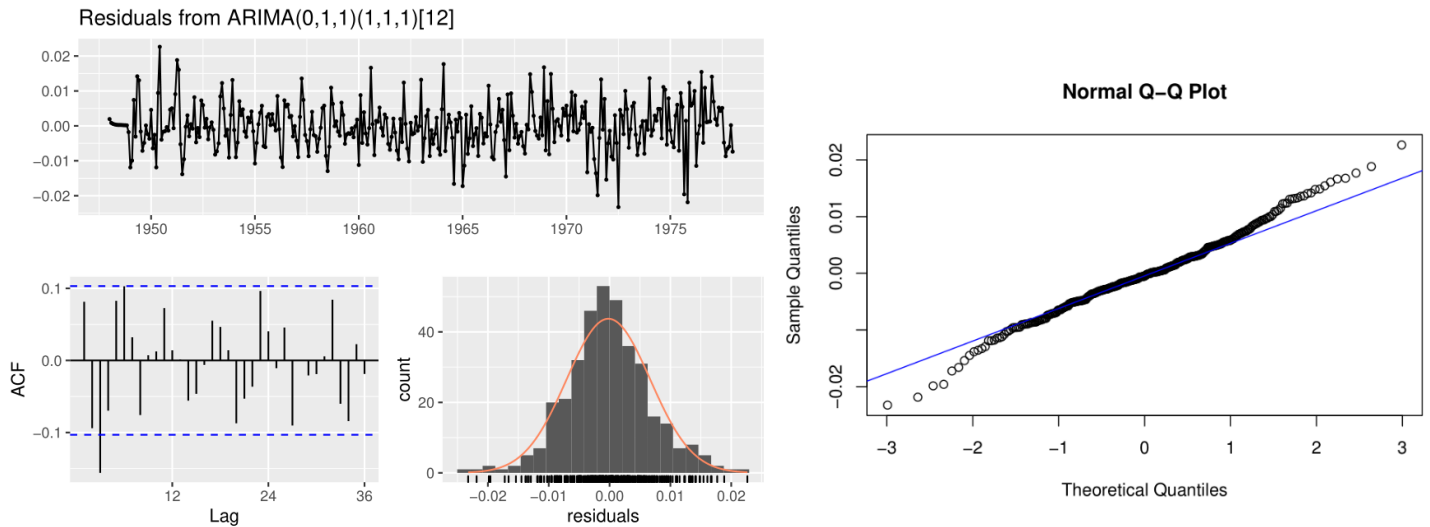 Residuals from ARIMA(0,1,1)(1,1,1)[12]
0.02
0.01
0.00
−0.01
−0.02
1950 1955 1960 1965 1970 1975
ACF
0.1
0.0
−0.1
12 24 36
Lag
count
40
20
0
−0.02 −0.01 0.00 0.01 0.02
residuals
Normal Q−Q Plot
Sample Quantiles
0.02
0.01
0.00
−0.02
−3 −2 −1 0 1 2 3
Theoretical Quantiles